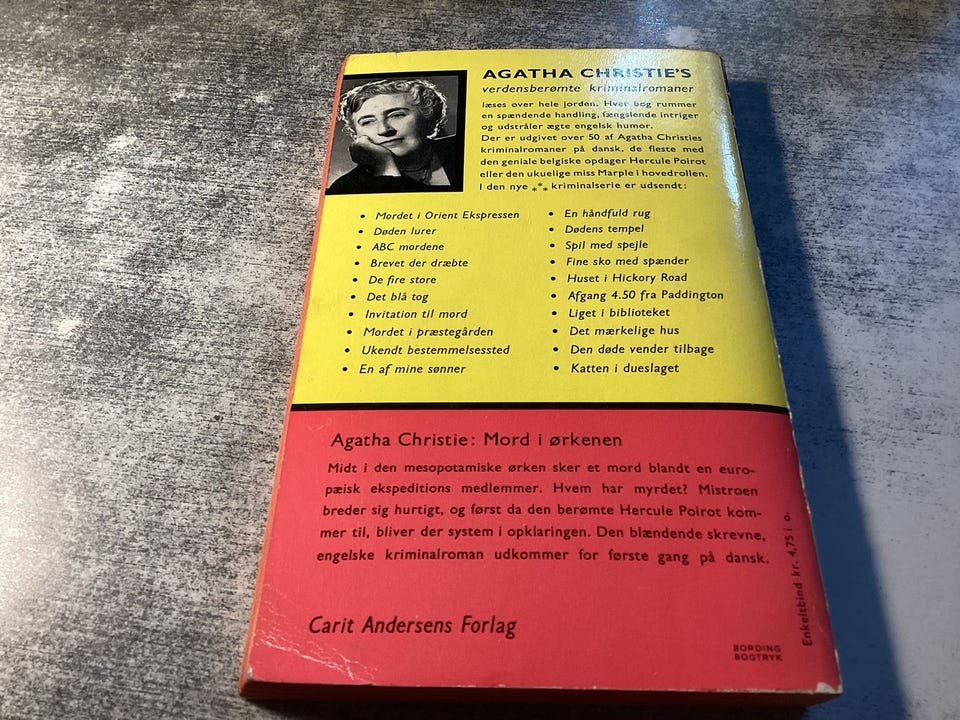 AGATHA CHRISTIE'S
verdensberømte kriminalromaner
læses over hele jorden. Hver bog rummer
en spændende handling, fængslende intriger
og udstråler ægte engelsk humor.
Der er udgivet over 50 af Agatha Christies
kriminalromaner på dansk, de fleste med
den geniale belgiske opdager Hercule Poirot
eller den ukuelige miss Marple i hovedrollen.
I den nye *** kriminalserie er udsendt:
• Mordet i Orient Ekspressen
• Døden lurer
• ABC mordene
• Brevet der dræbte
• De fire store
• Det blå tog
• Invitation til mord
• Mordet i præstegården
• Ukendt bestemmelsessted
• En af mine sønner
• En håndfuld rug
• Dødens tempel
• Spil med spejle
• Fine sko med spænder
• Huset i Hickory Road
• Afgang 4.50 fra Paddington
• Liget i biblioteket
• Det mærkelige hus
• Den døde vender tilbage
• Katten i dueslaget
Agatha Christie: Mord i ørkenen
Midt i den mesopotamiske ørken sker et mord blandt en euro-
pæisk ekspeditions medlemmer. Hvem har myrdet? Mistroen
breder sig hurtigt, og først da den berømte Hercule Poirot kom-
mer til, bliver der system i opklaringen. Den blændende skrevne,
engelske kriminalroman udkommer for første gang på dansk.
Carit Andersens Forlag
BORDING
BOGTRYK
Enkeltbind kr. 4,75 i o.